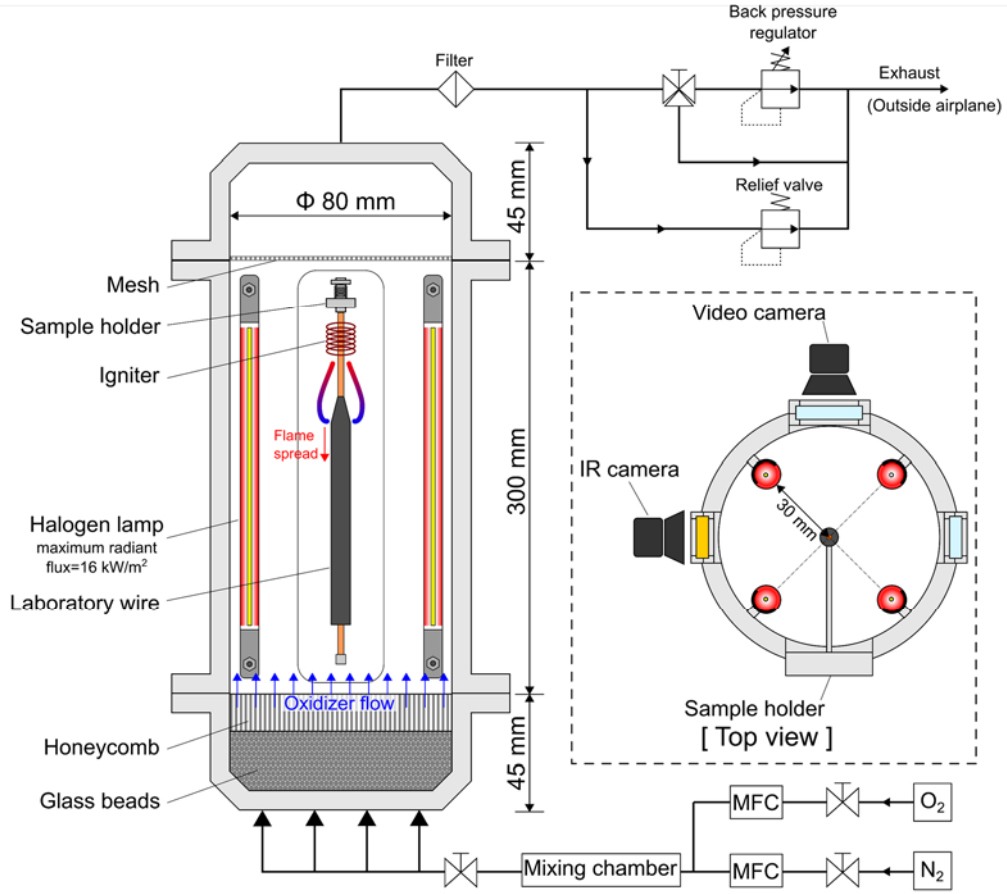 Back pressure
regulator
Filter
Exhaust
(Outside airplane)
Relief valve
45 mm
Φ 80 mm
Mesh
Sample holder
Igniter
Flame
spread
300 mm
Halogen lamp
maximum radiant
flux=16 kW/m²
Laboratory wire
Oxidizer flow
Honeycomb
Glass beads
45 mm
Video camera
IR camera
30 mm
Sample holder
[ Top view ]
Mixing chamber
MFC
O₂
MFC
N₂